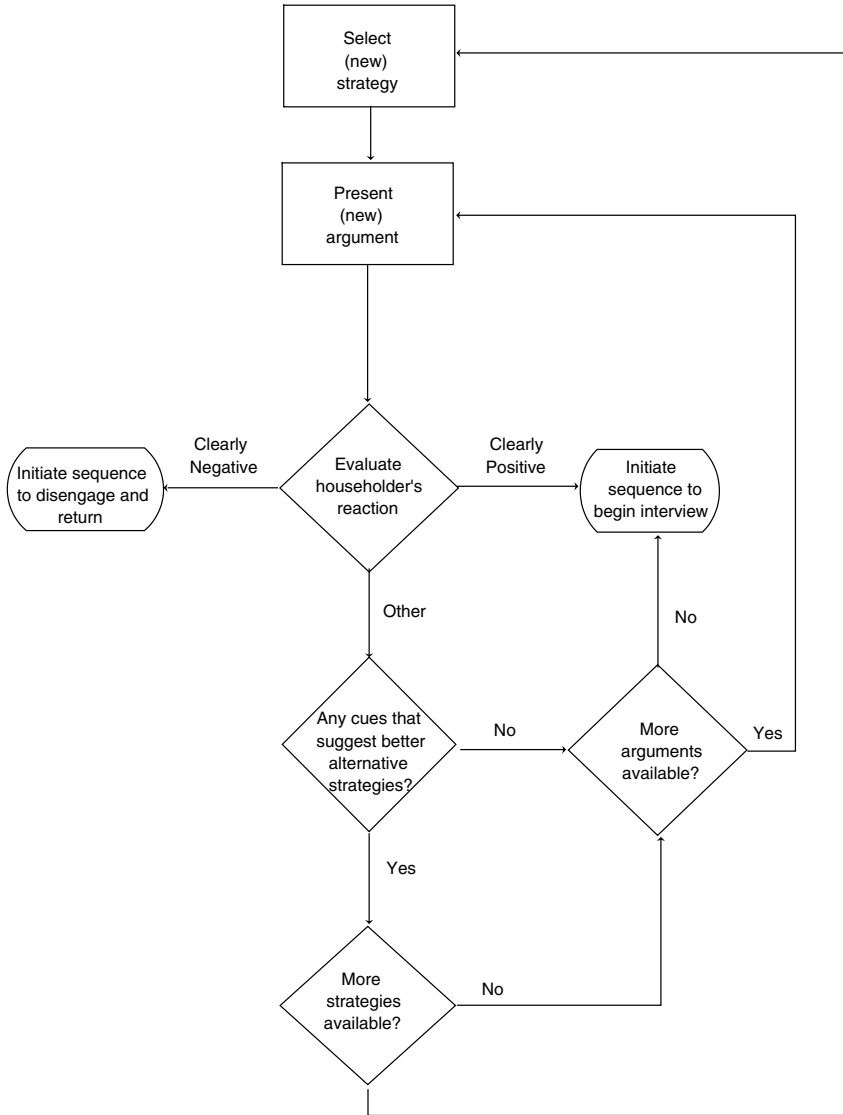 Select
(new)
strategy
Present
(new)
argument
Clearly
Negative
Clearly
Positive
Initiate sequence
to disengage and
return
Evaluate
householder's
reaction
Initiate
sequence to
begin interview
Other
No
Any cues that
suggest better
alternative
strategies?
No
More
arguments
available?
Yes
Yes
More
strategies
available?
No